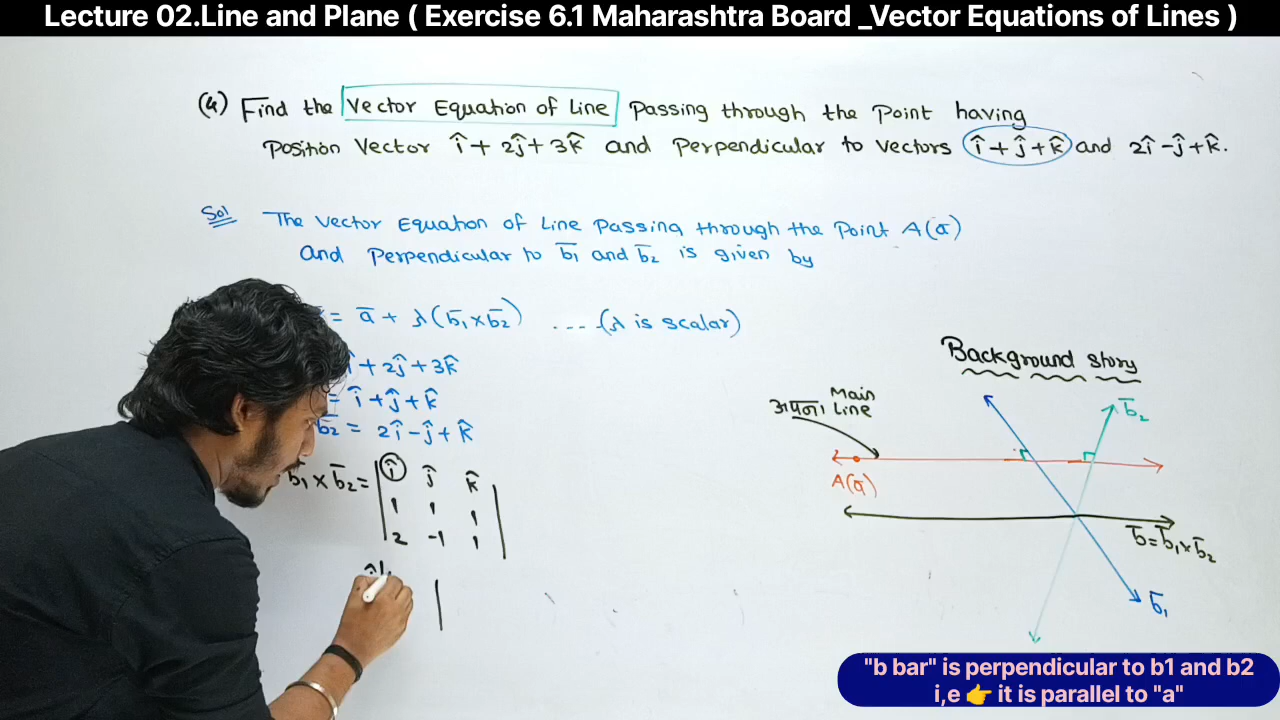 Lecture 02.Line and Plane ( Exercise 6.1 Maharashtra Board _Vector Equations of Lines )
(4) Find the Vector Equation of Line Passing through the Point having
Position Vector î + 2ĵ + 3k̂ and Perpendicular to Vectors î + ĵ + k̂ and 2î - ĵ + k̂.
Sol The Vector Equation of Line Passing through the Point A(a̅)
and Perpendicular to b̅₁ and b̅₂ is given by
= a̅ + λ(b̅₁ × b̅₂) .... (λ is scalar)
î + 2ĵ + 3k̂
= î + ĵ + k̂
b̅₂ = 2î - ĵ + k̂
b̅₁ × b̅₂ = | î ĵ k̂ |
1 1 1
2 -1 1
Background story
अपना Main Line
b̅₂
A(a̅)
b̅ = b̅₁ × b̅₂
b̅₁
"b bar" is perpendicular to b1 and b2
i,e 👉 it is parallel to "a"